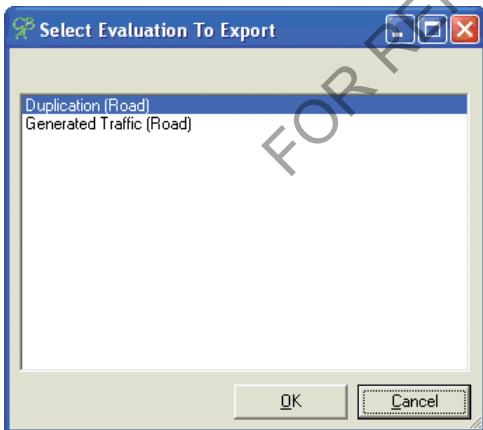 Select Evaluation To Export
Duplication (Road)
Generated Traffic (Road)
OK
Cancel
FOR